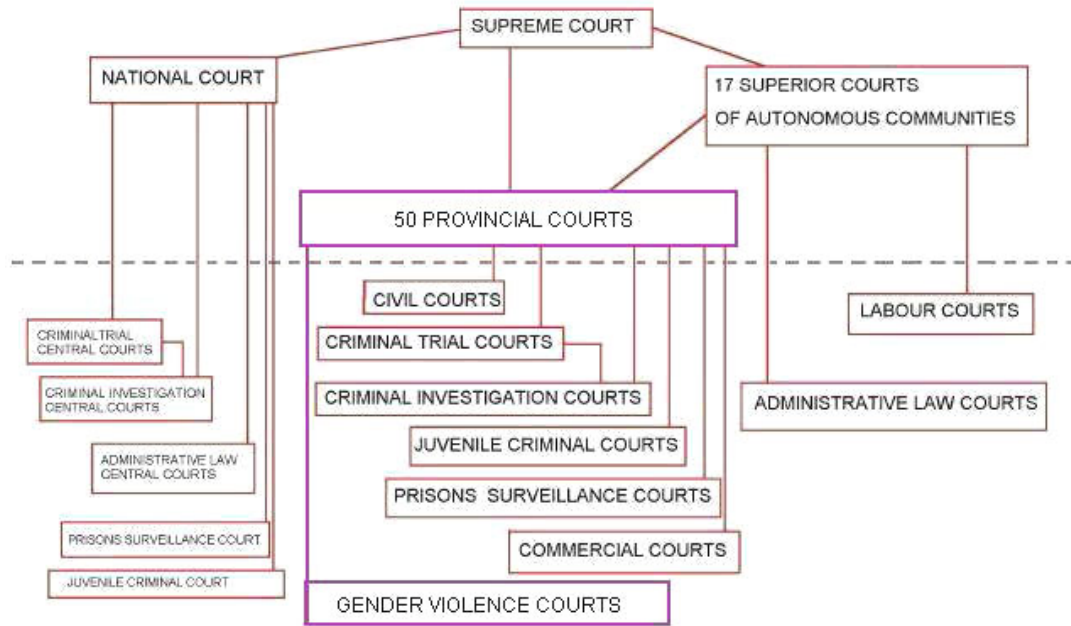 SUPREME COURT
NATIONAL COURT
17 SUPERIOR COURTS
OF AUTONOMOUS COMMUNITIES
50 PROVINCIAL COURTS
CIVIL COURTS
LABOUR COURTS
CRIMINALTRIAL
CENTRAL COURTS
CRIMINAL TRIAL COURTS
CRIMINAL INVESTIGATION
CENTRAL COURTS
CRIMINAL INVESTIGATION COURTS
ADMINISTRATIVE LAW COURTS
JUVENILE CRIMINAL COURTS
ADMINISTRATIVE LAW
CENTRAL COURTS
PRISONS SURVEILLANCE COURTS
PRISONS SURVEILLANCE COURT
COMMERCIAL COURTS
JUVENILE CRIMINAL COURT
GENDER VIOLENCE COURTS